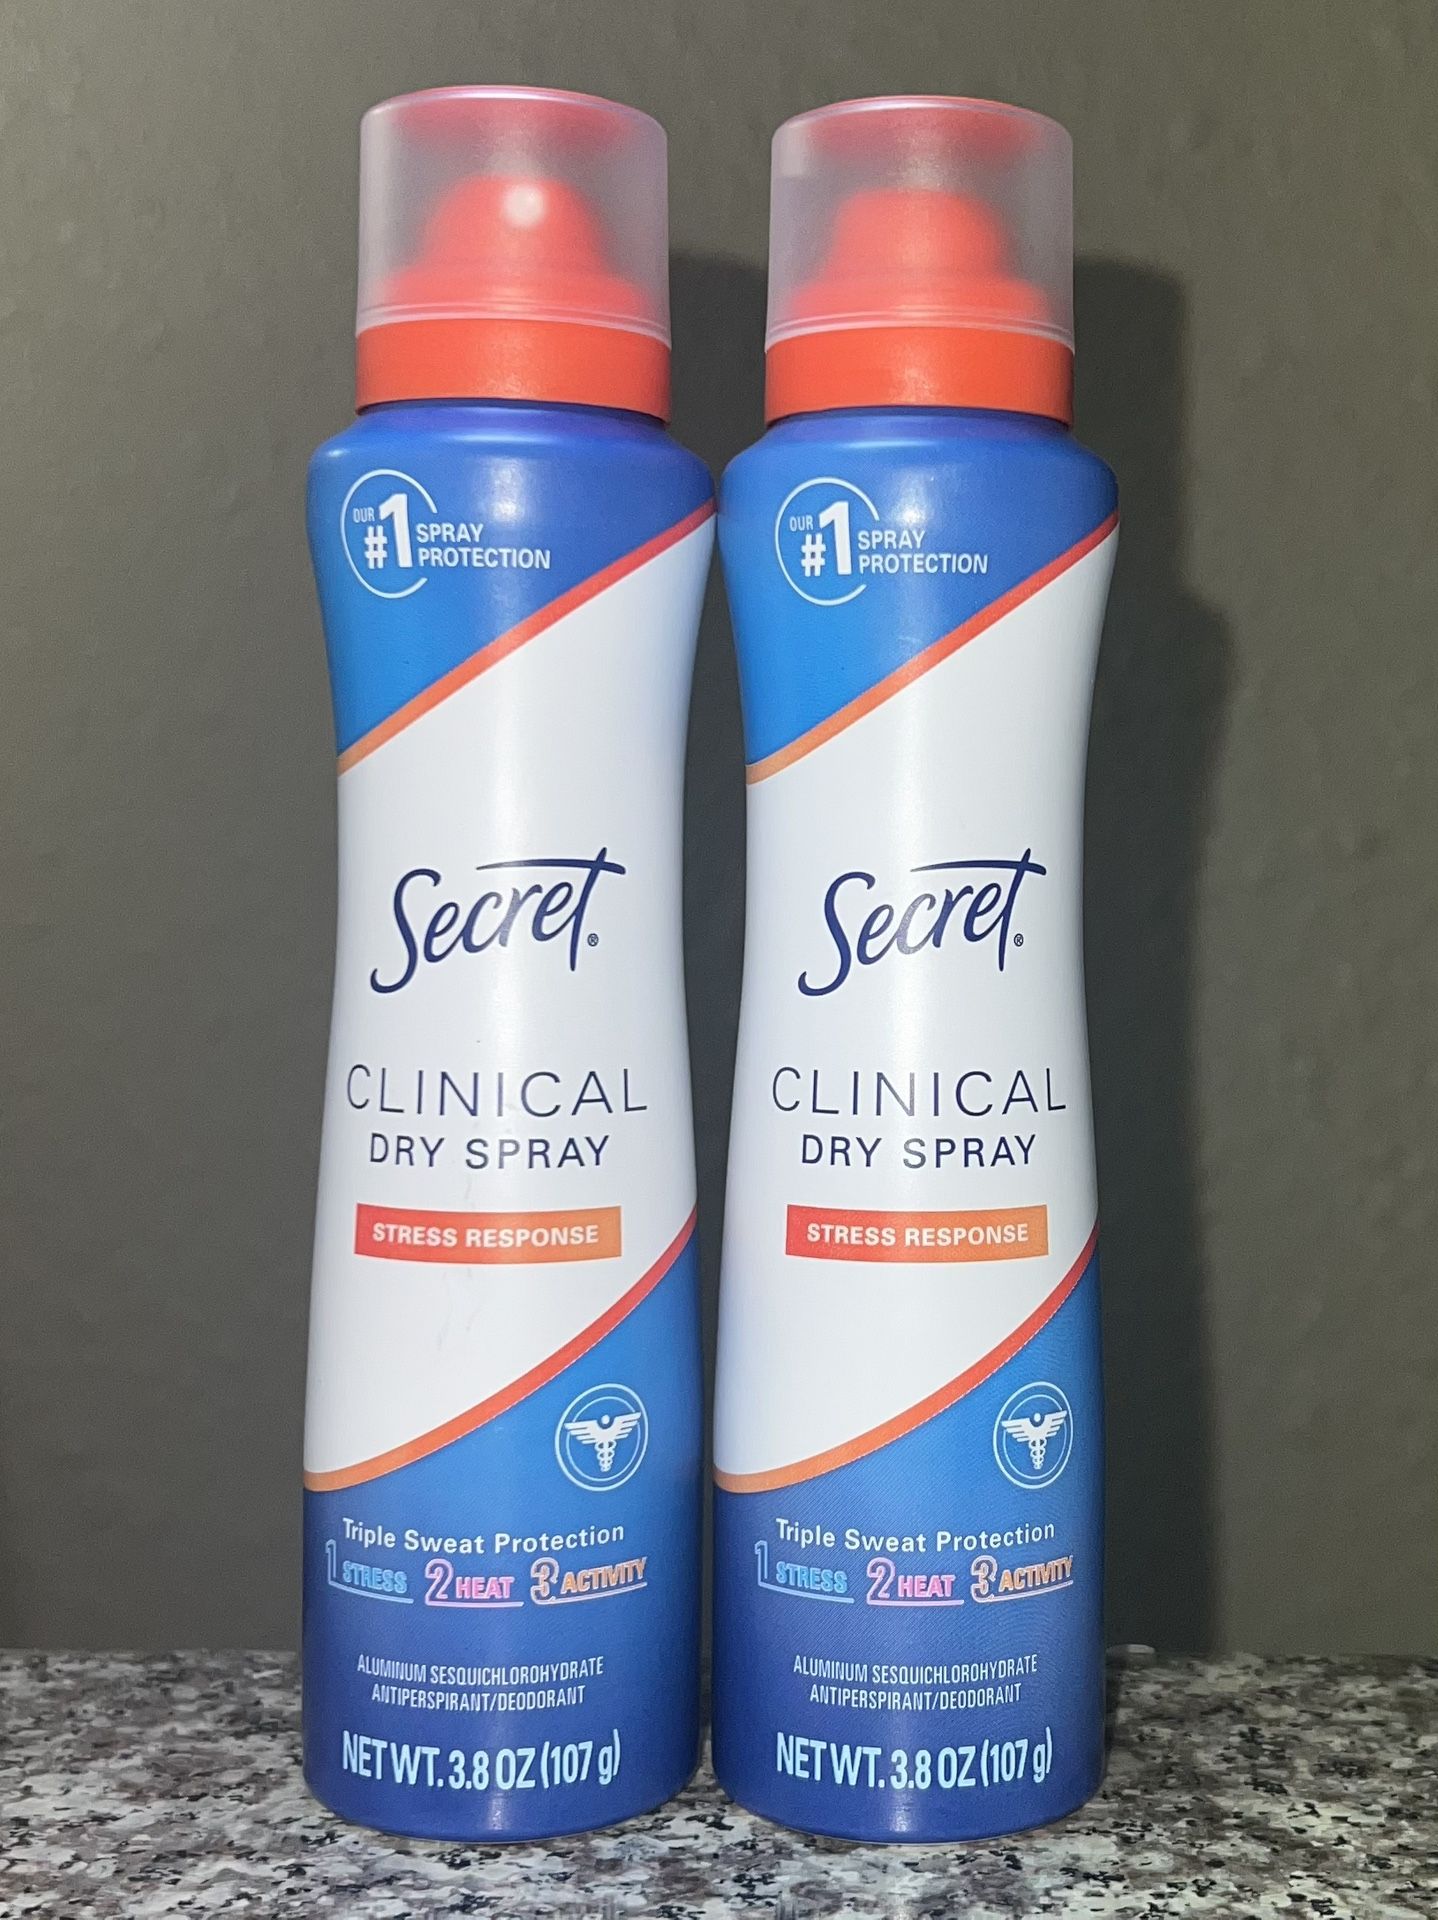 OUR
#1 SPRAY
PROTECTION
Secret®
CLINICAL
DRY SPRAY
STRESS RESPONSE
Triple Sweat Protection
1 STRESS 2 HEAT 3 ACTIVITY
ALUMINUM SESQUICHLOROHYDRATE
ANTIPERSPIRANT/DEODORANT
NET WT. 3.8 OZ (107 g)
OUR
#1 SPRAY
PROTECTION
Secret®
CLINICAL
DRY SPRAY
STRESS RESPONSE
Triple Sweat Protection
1 STRESS 2 HEAT 3 ACTIVITY
ALUMINUM SESQUICHLOROHYDRATE
ANTIPERSPIRANT/DEODORANT
NET WT. 3.8 OZ (107 g)